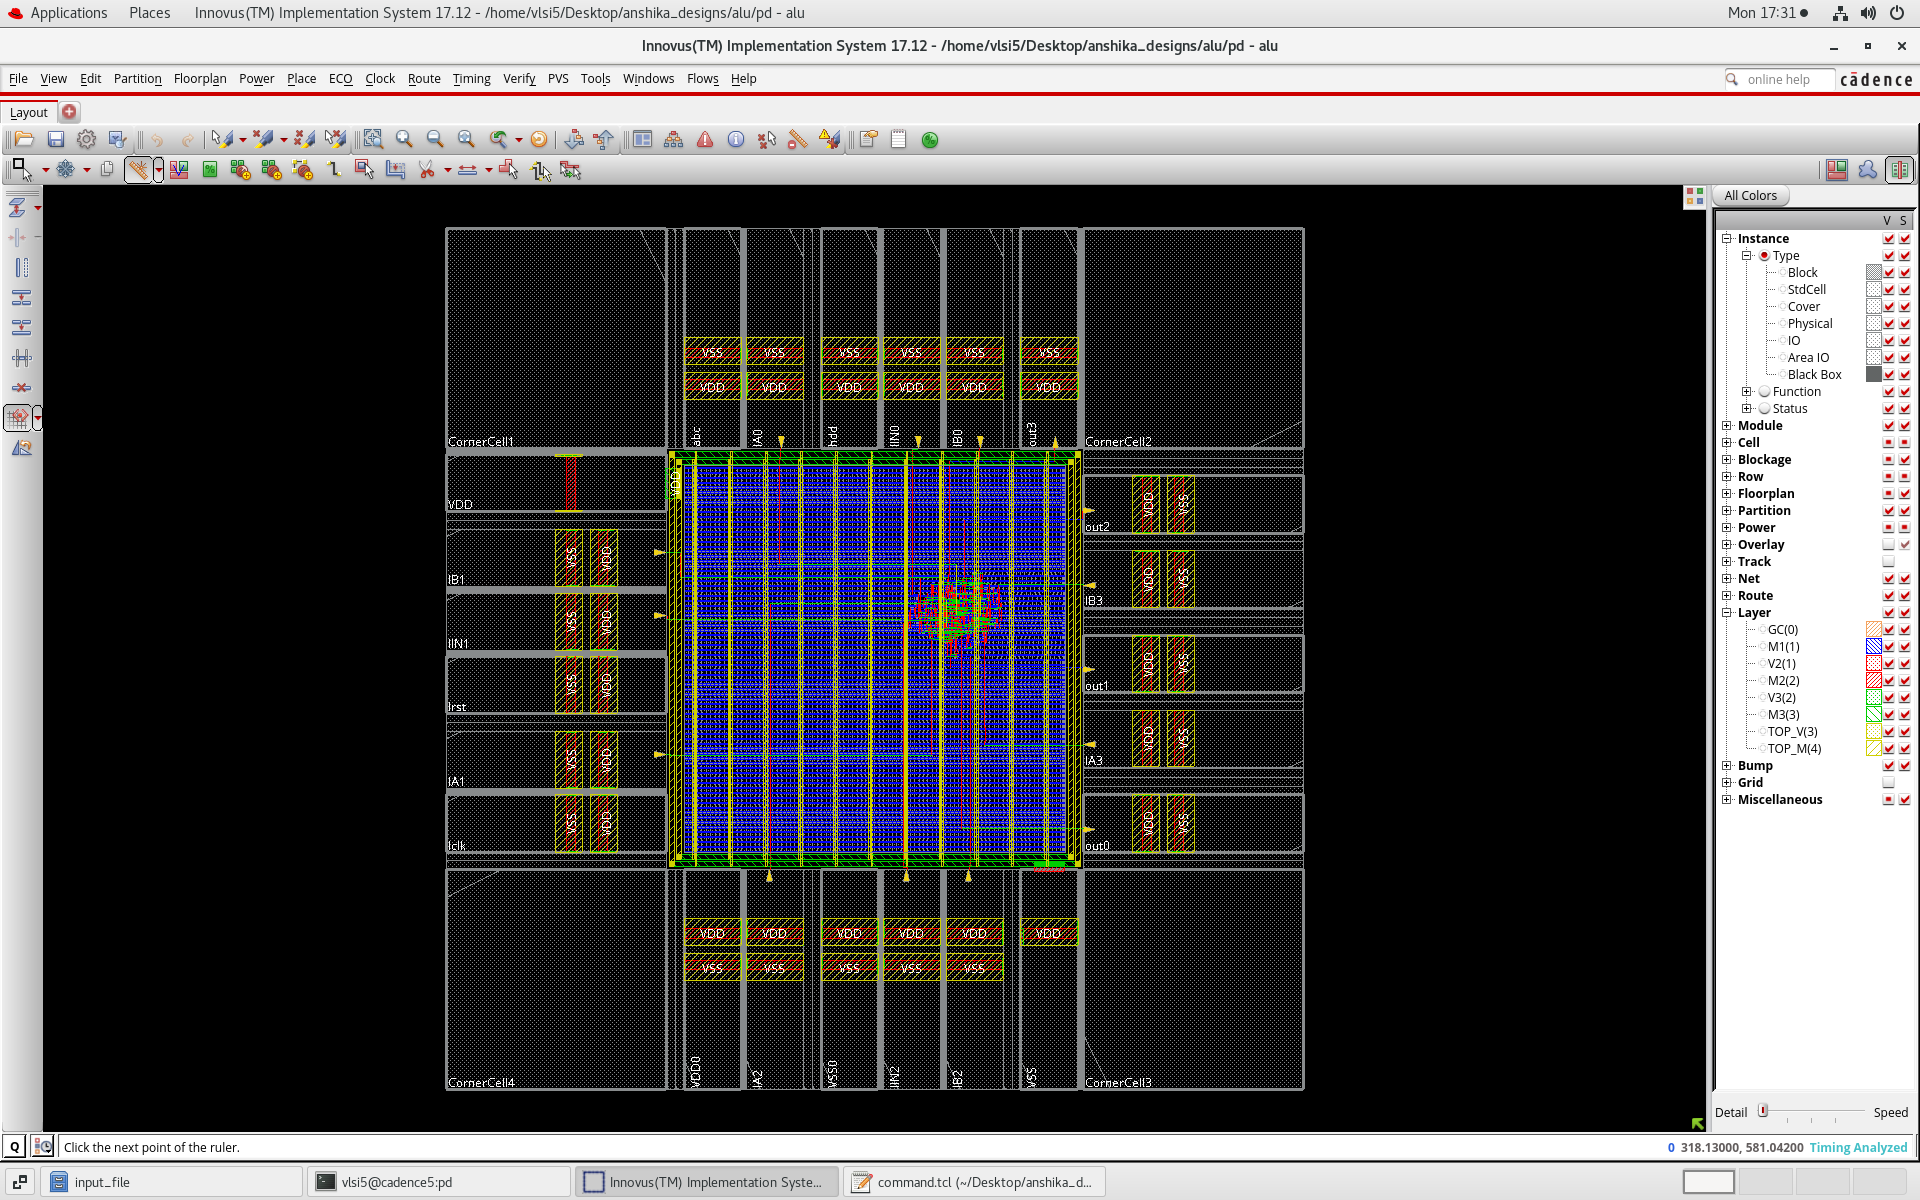 Applications Places Innovus(TM) Implementation System 17.12 - /home/vlsi5/Desktop/anshika_designs/alu/pd - alu Mon 17:31
Innovus(TM) Implementation System 17.12 - /home/vlsi5/Desktop/anshika_designs/alu/pd - alu
File View Edit Partition Floorplan Power Place ECO Clock Route Timing Verify PVS Tools Windows Flows Help online help cādence
Layout
All Colors
V S
Instance
Type
Block
StdCell
Cover
Physical
IO
Area IO
Black Box
Function
Status
Module
Cell
Blockage
Row
Floorplan
Partition
Power
Overlay
Track
Net
Route
Layer
GC(0)
M1(1)
V2(1)
M2(2)
V3(2)
M3(3)
TOP_V(3)
TOP_M(4)
Bump
Grid
Miscellaneous
Detail Speed
VSS VSS VSS VSS VSS VSS
VDD VDD VDD VDD VDD VDD
CornerCell1 abc IA0 hdd IIN0 IB0 out3 CornerCell2
VDD
VDD
out2 VDD VSS
IB1 VSS VDD
IB3 VDD VSS
IIN1 VSS VDD
out1 VDD VSS
Irst VSS VDD
IA3 VDD VSS
IA1 VSS VDD
Iclk VSS VDD
out0 VDD VSS
VDD VDD VDD VDD VDD VDD
VSS VSS VSS VSS VSS
CornerCell4 VDD0 IA2 VSS0 IIN2 IB2 VSS CornerCell3
Q Click the next point of the ruler. 0 318.13000, 581.04200 Timing Analyzed
input_file vlsi5@cadence5:pd Innovus(TM) Implementation Syste... command.tcl (~/Desktop/anshika_d...